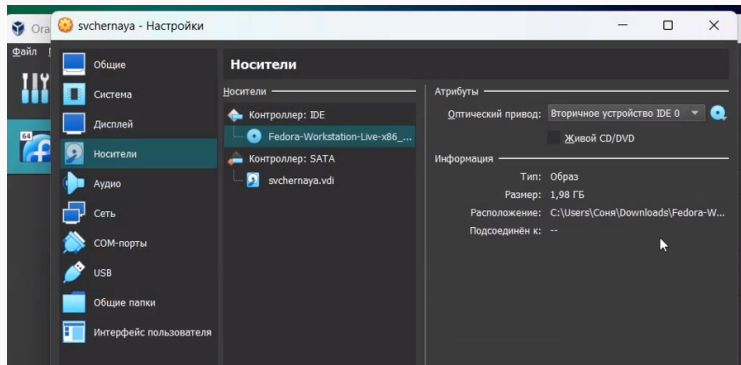 Ora
svchernaya - Настройки
Файл
64
Общие
Система
Дисплей
Носители
Аудио
Сеть
COM-порты
USB
Общие папки
Интерфейс пользователя
Носители
Носители
Контроллер: IDE
Fedora-Workstation-Live-x86_...
Контроллер: SATA
svchernaya.vdi
Атрибуты
Оптический привод: Вторичное устройство IDE 0
Живой CD/DVD
Информация
Тип: Образ
Размер: 1,98 ГБ
Расположение: C:\Users\Соня\Downloads\Fedora-W...
Подсоединён к: --